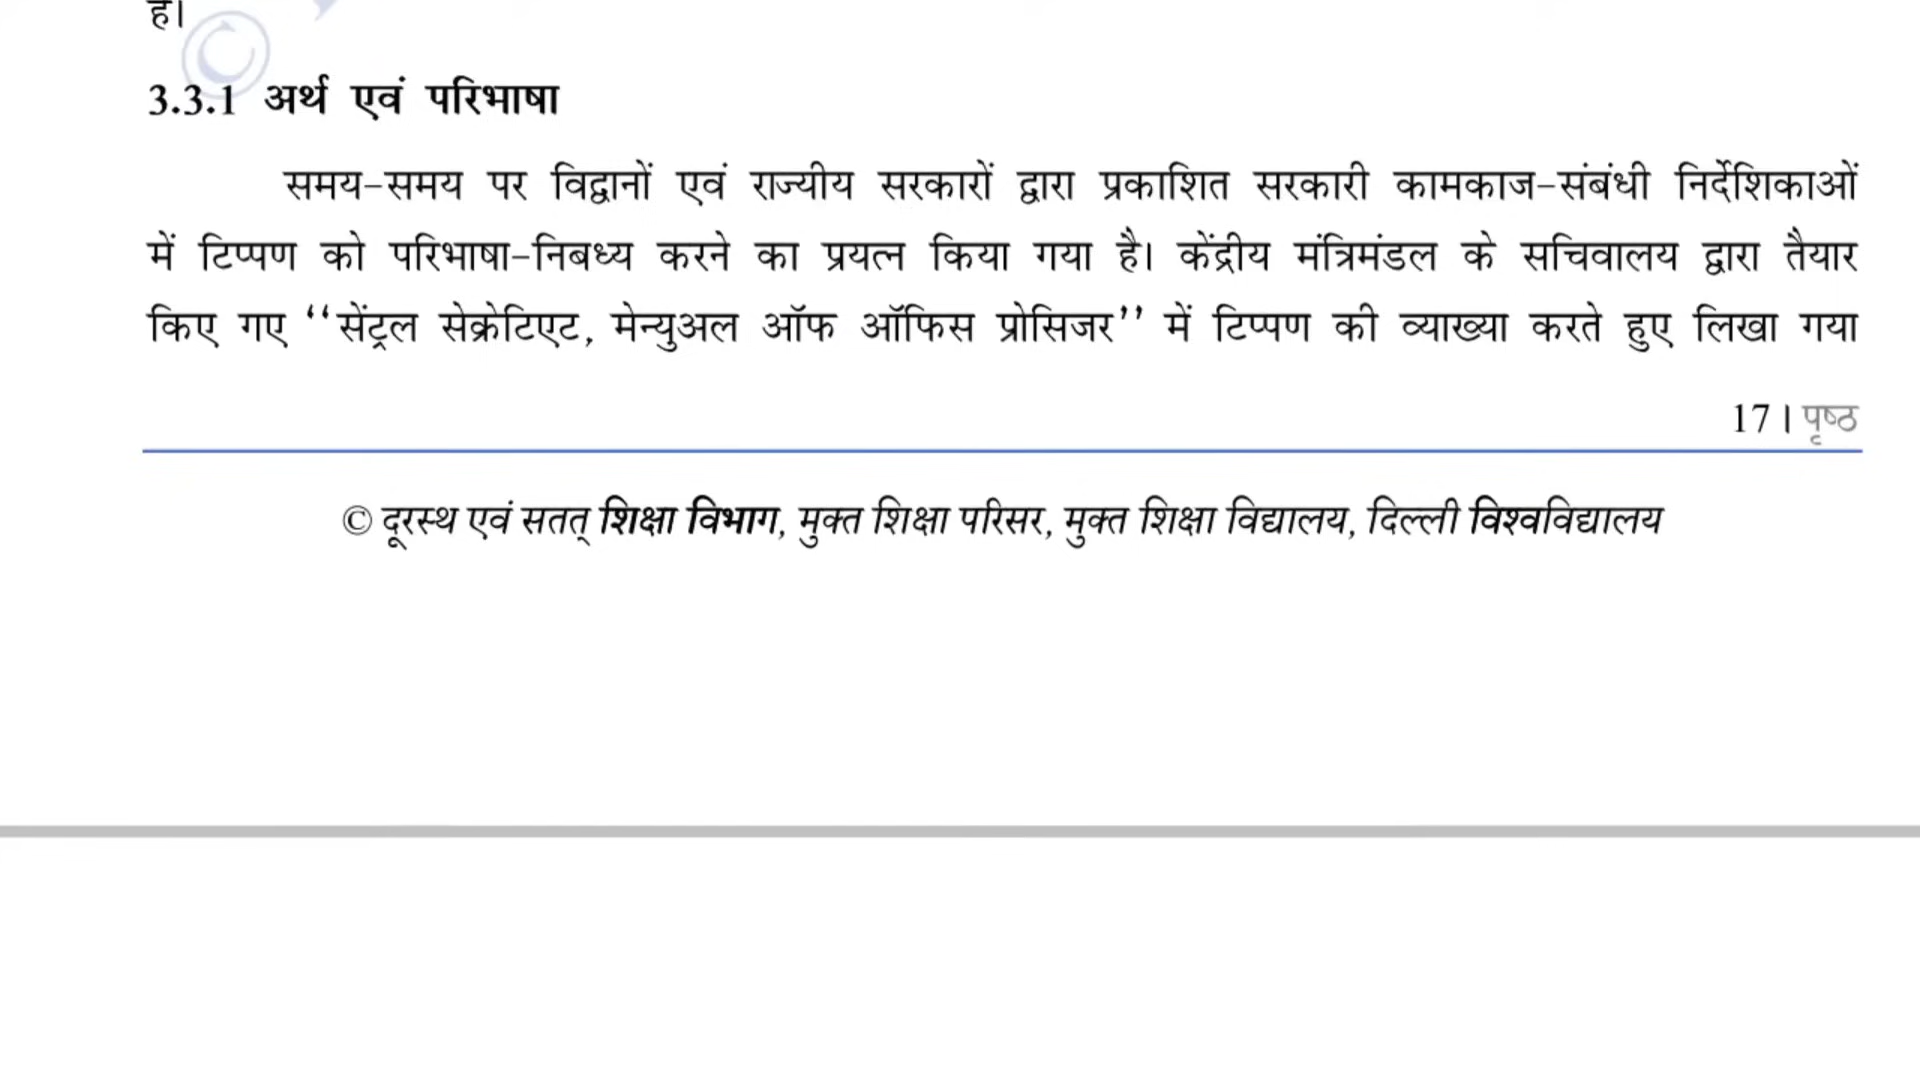 है।
3.3.1 अर्थ एवं परिभाषा
समय-समय पर विद्वानों एवं राज्यीय सरकारों द्वारा प्रकाशित सरकारी कामकाज-संबंधी निर्देशिकाओं
में टिप्पण को परिभाषा-निबध्य करने का प्रयत्न किया गया है। केंद्रीय मंत्रिमंडल के सचिवालय द्वारा तैयार
किए गए ‘‘सेंट्रल सेक्रेटिएट, मेन्युअल ऑफ ऑफिस प्रोसिजर’’ में टिप्पण की व्याख्या करते हुए लिखा गया
17 | पृष्ठ
© दूरस्थ एवं सतत् शिक्षा विभाग, मुक्त शिक्षा परिसर, मुक्त शिक्षा विद्यालय, दिल्ली विश्वविद्यालय